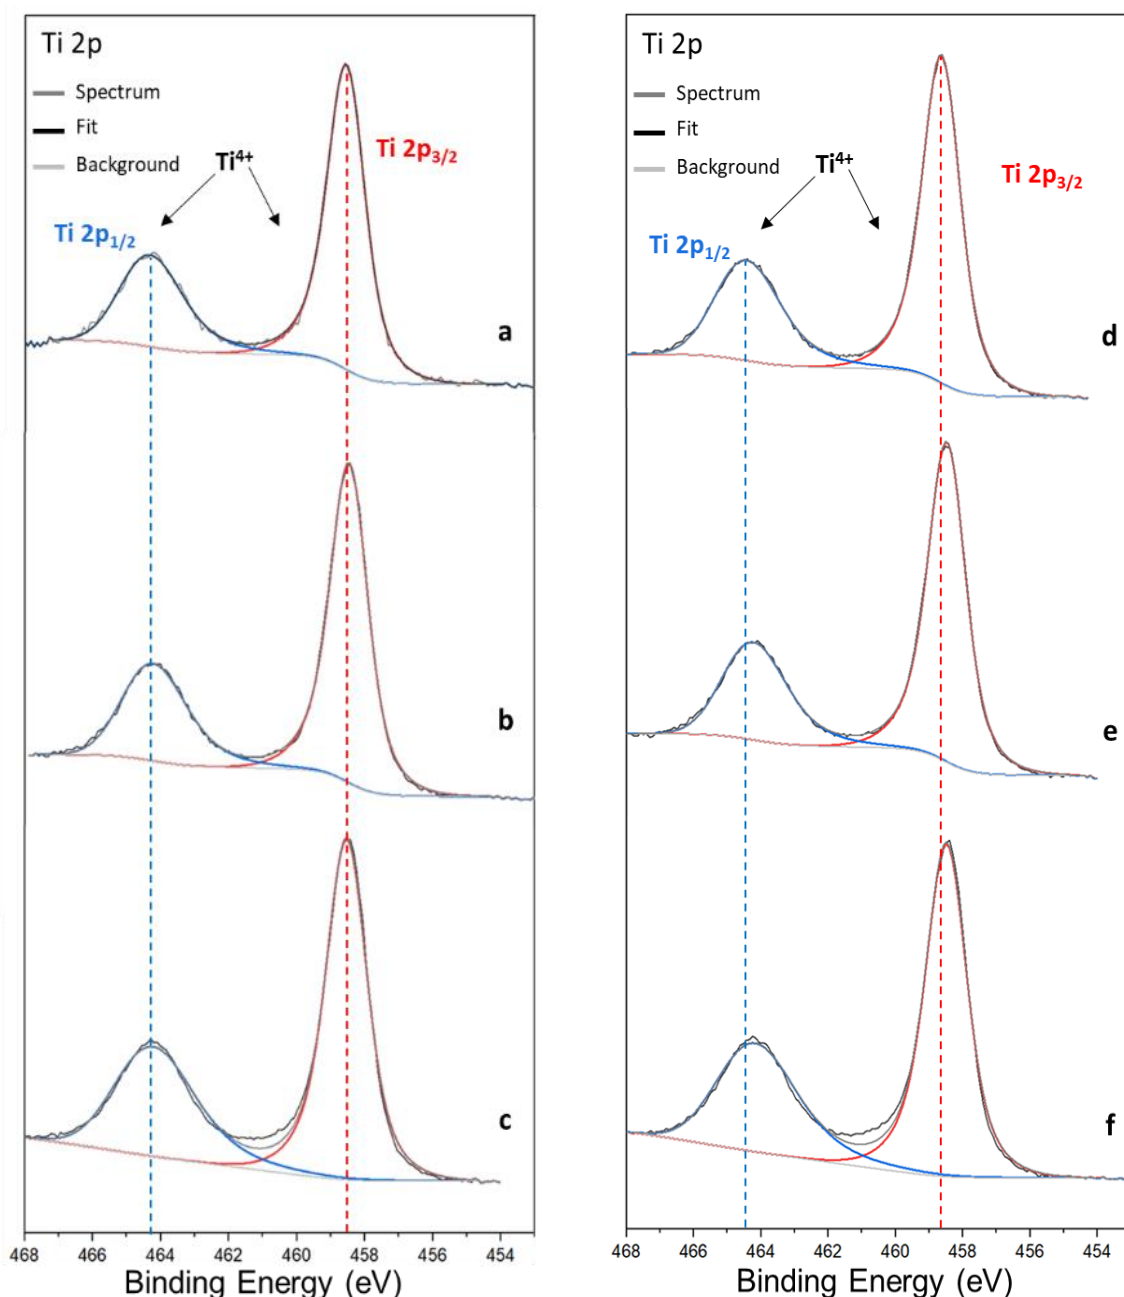 Ti 2p
Spectrum
Fit
Background
Ti⁴⁺
Ti 2p₃/₂
Ti 2p₁/₂
a
b
c
468 466 464 462 460 458 456 454
Binding Energy (eV)
Ti 2p
Spectrum
Fit
Background
Ti⁴⁺
Ti 2p₃/₂
Ti 2p₁/₂
d
e
f
468 466 464 462 460 458 456 454
Binding Energy (eV)